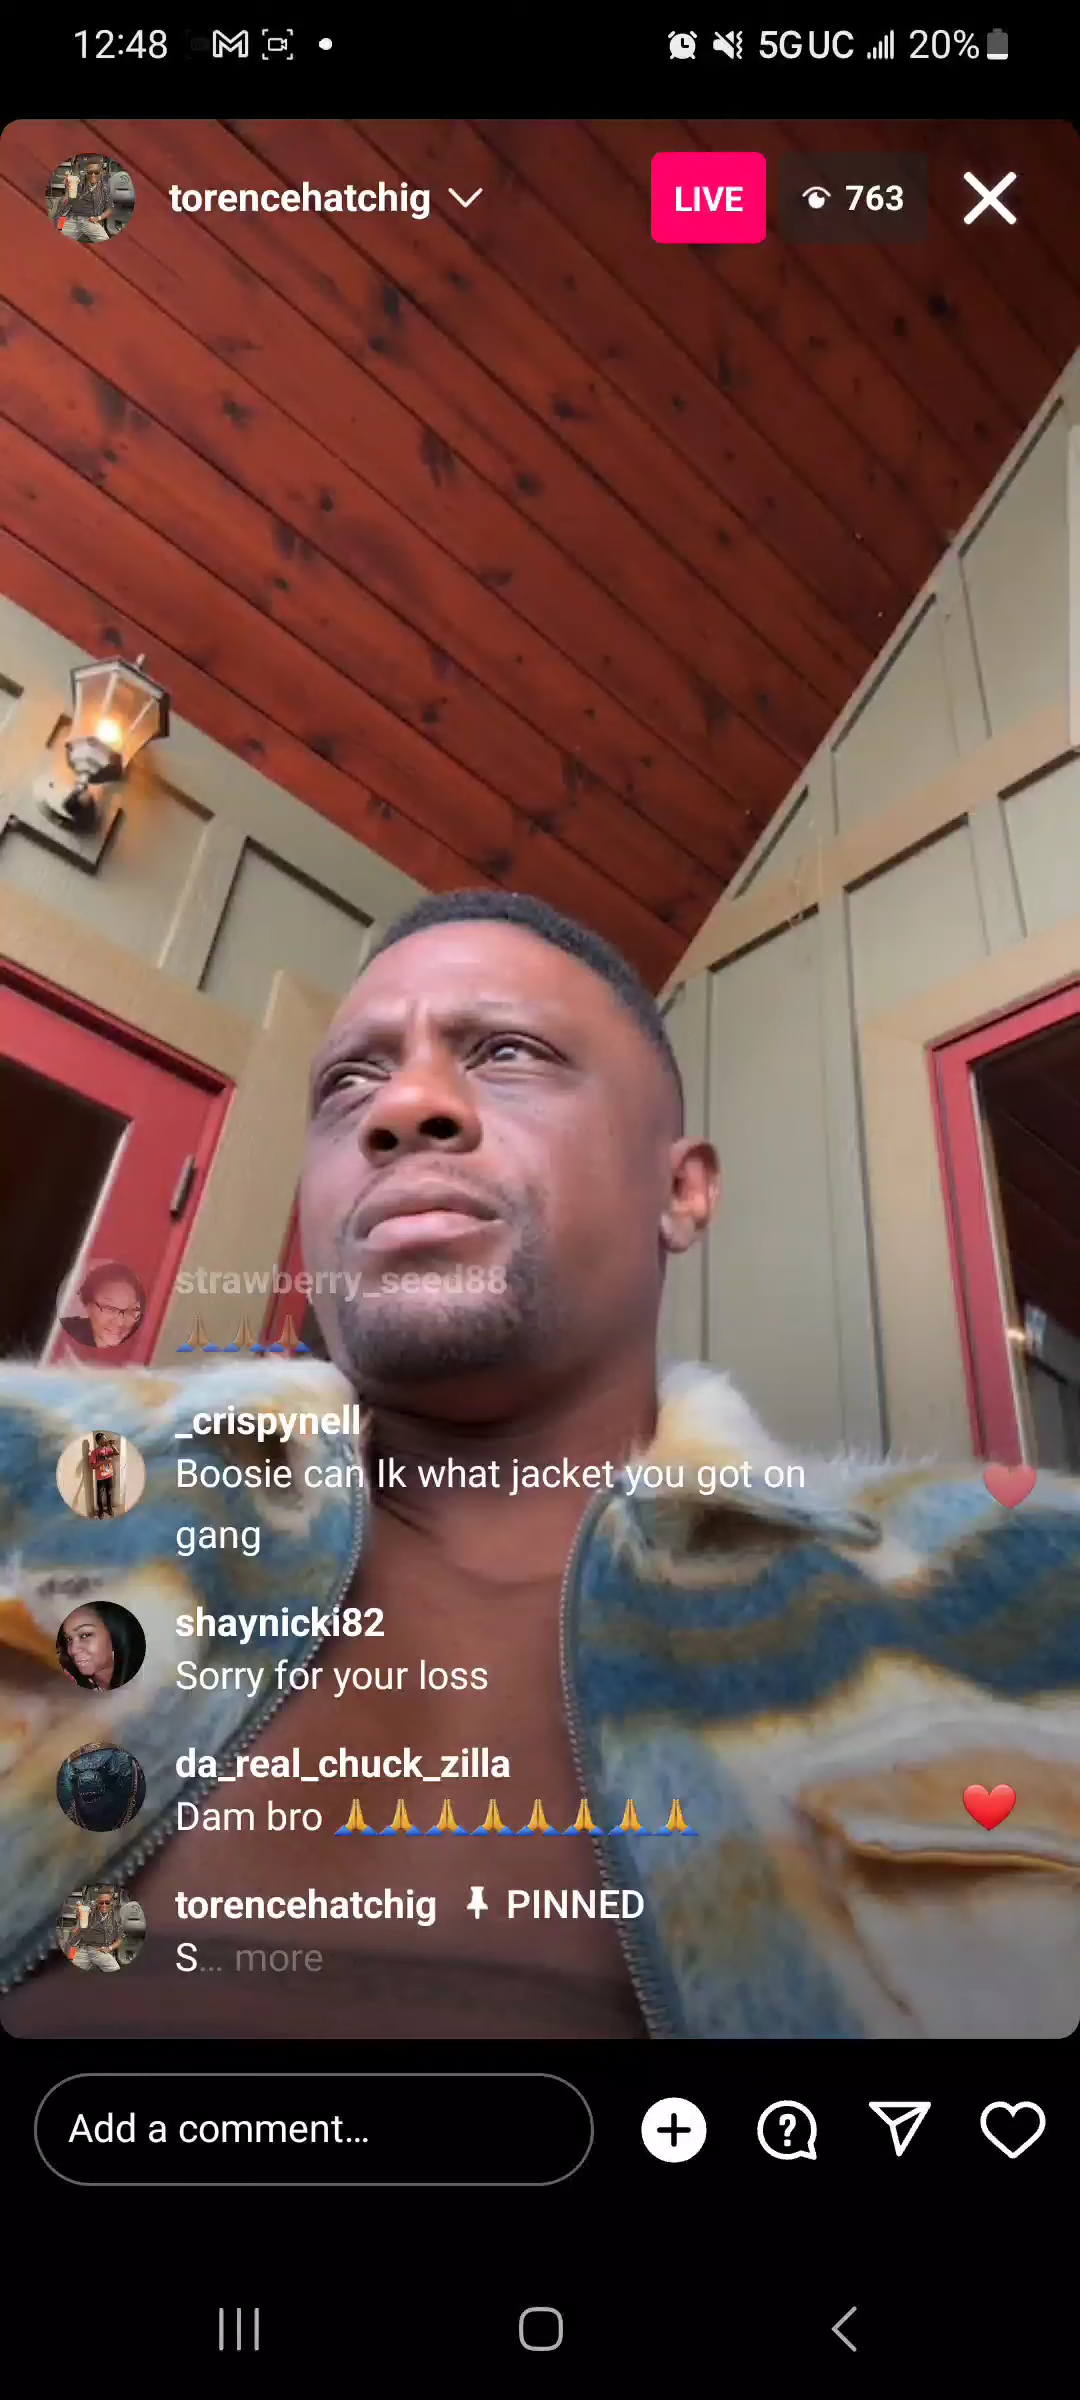 12:48 5G UC 20%
torencehatchig LIVE 763
strawberry_seed88
🙏🏽🙏🏽🙏🏽
_crispynell
Boosie can Ik what jacket you got on
gang
shaynicki82
Sorry for your loss
da_real_chuck_zilla
Dam bro 🙏🙏🙏🙏🙏🙏🙏🙏
torencehatchig PINNED
S... more
Add a comment...